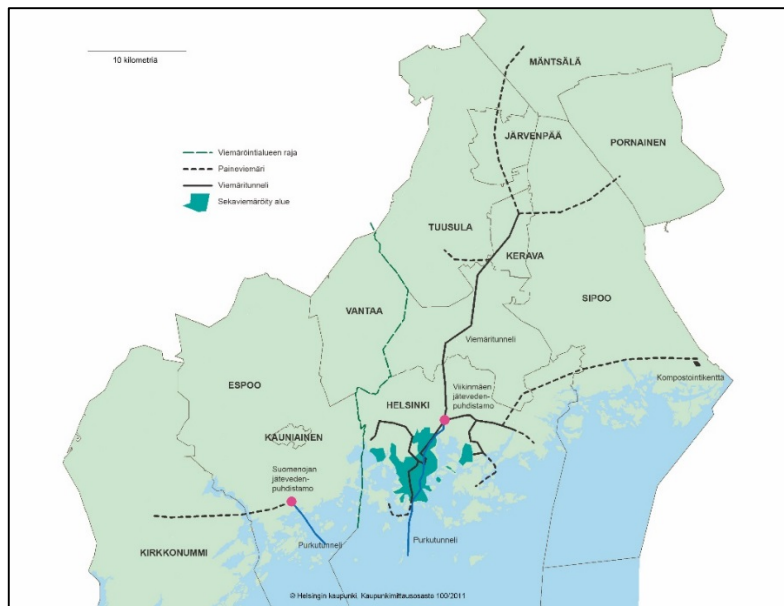 10 kilometriä
Viemäröintialueen raja
Paineviemäri
Viemäritunneli
Sekaviemäröity alue
MÄNTSÄLÄ
JÄRVENPÄÄ
PORNAINEN
TUUSULA
KERAVA
SIPOO
VANTAA
Viemäritunneli
ESPOO
Kompostointikenttä
HELSINKI
Viikinmäen
jäteveden-
puhdistamo
KAUNIAINEN
Suomenojan
jäteveden-
puhdistamo
KIRKKONUMMI
Purkutunneli
Purkutunneli
© Helsingin kaupunki, Kaupunkimittausosasto 100/2011